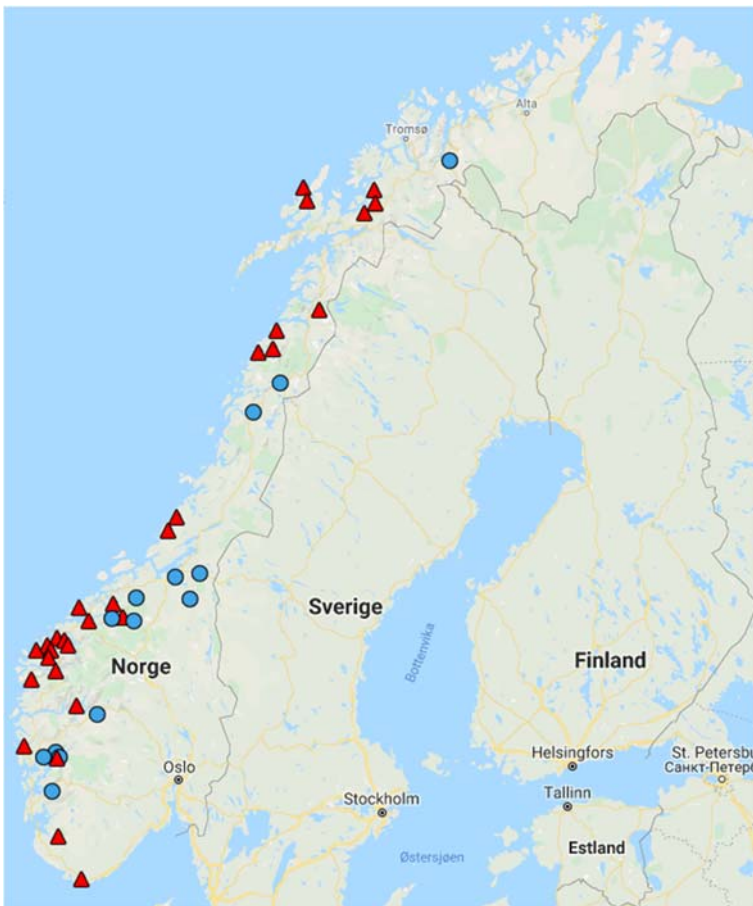 Alta
Tromsø
Sverige
Bottenvika
Norge
Finland
Helsingfors
St. Petersbu
Санкт-Петерб
Oslo
Stockholm
Tallinn
Estland
Østersjøen